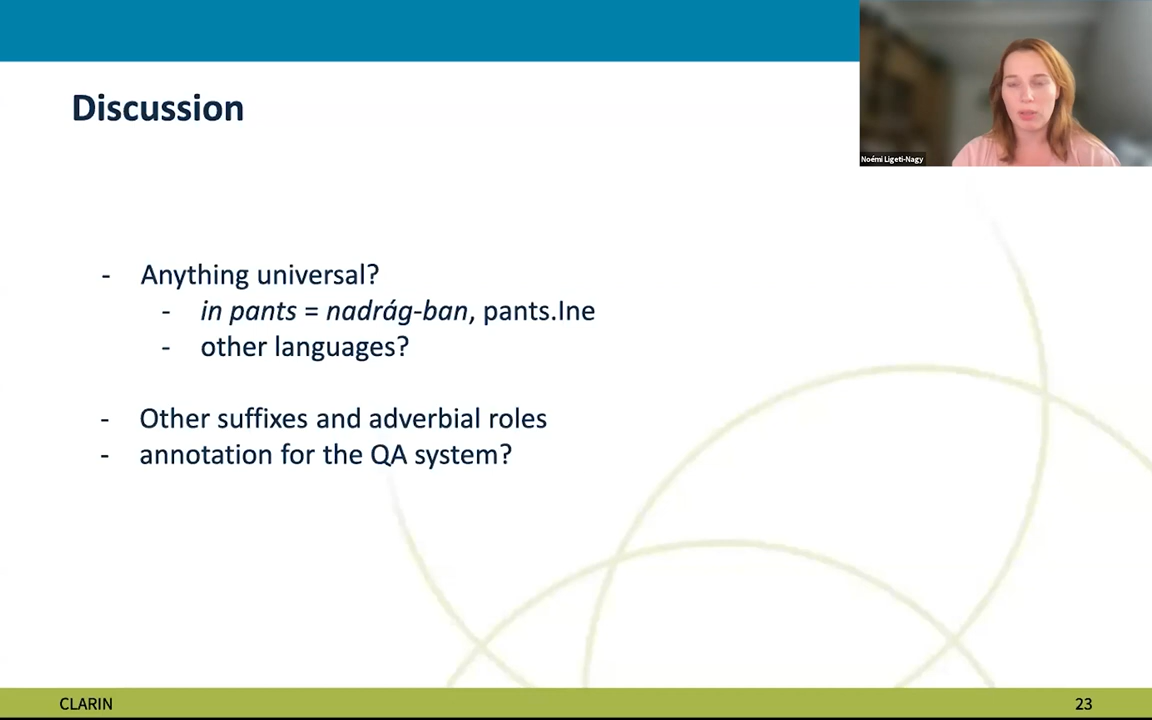 Discussion
Noémi Ligeti-Nagy
- Anything universal?
- in pants = nadrág-ban, pants.Ine
- other languages?
- Other suffixes and adverbial roles
- annotation for the QA system?
CLARIN
23